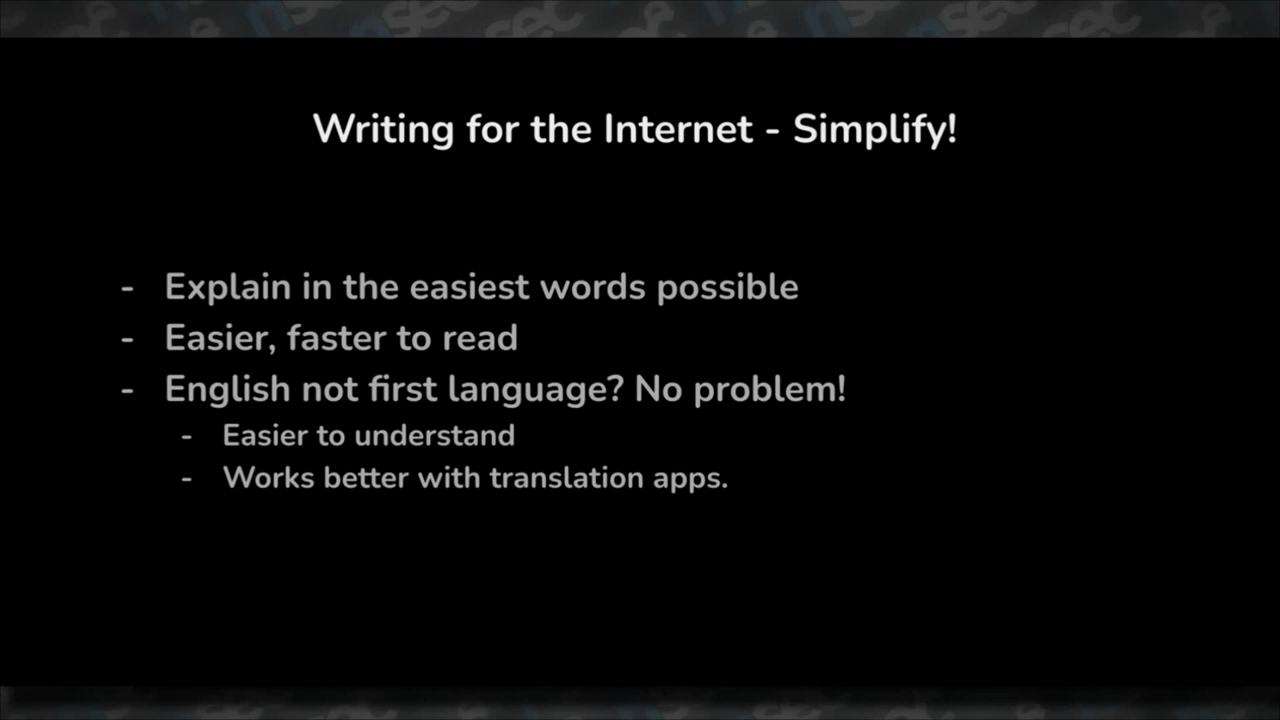 Writing for the Internet - Simplify!
- Explain in the easiest words possible
- Easier, faster to read
- English not first language? No problem!
- Easier to understand
- Works better with translation apps.